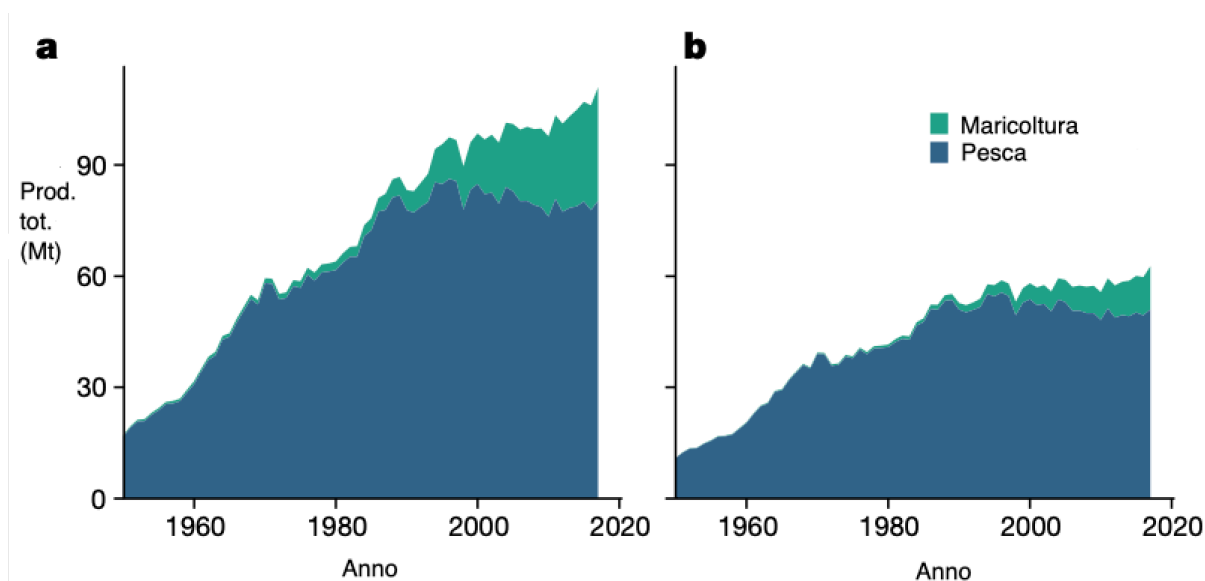 a
b
Maricoltura
Pesca
90
Prod.
tot.
(Mt)
60
30
0
1960
1980
2000
2020
1960
1980
2000
2020
Anno
Anno